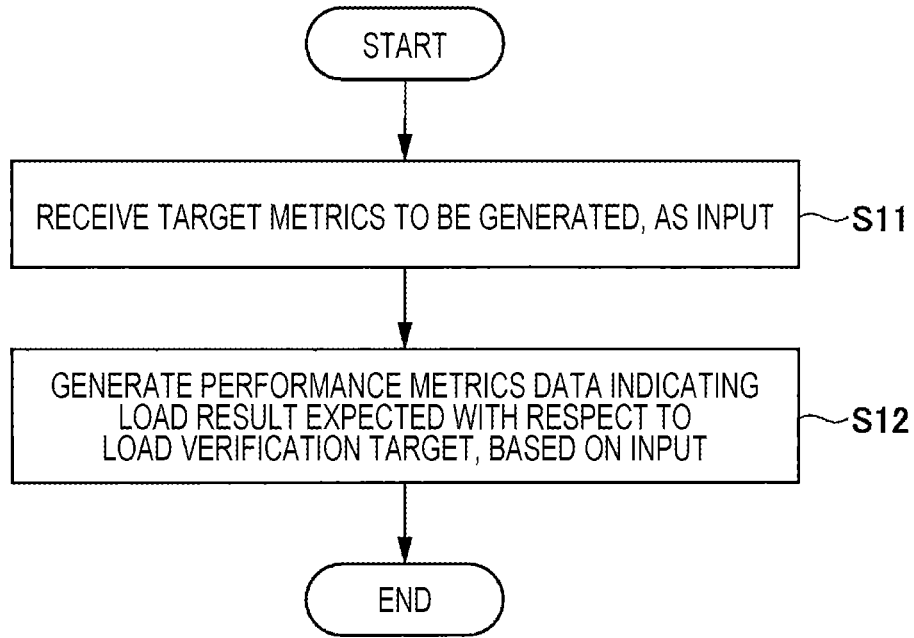 START
RECEIVE TARGET METRICS TO BE GENERATED, AS INPUT
S11
GENERATE PERFORMANCE METRICS DATA INDICATING
LOAD RESULT EXPECTED WITH RESPECT TO
LOAD VERIFICATION TARGET, BASED ON INPUT
S12
END